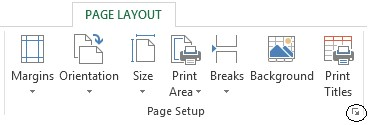 PAGE LAYOUT
Margins Orientation Size Print Area Breaks Background Print Titles
Page Setup